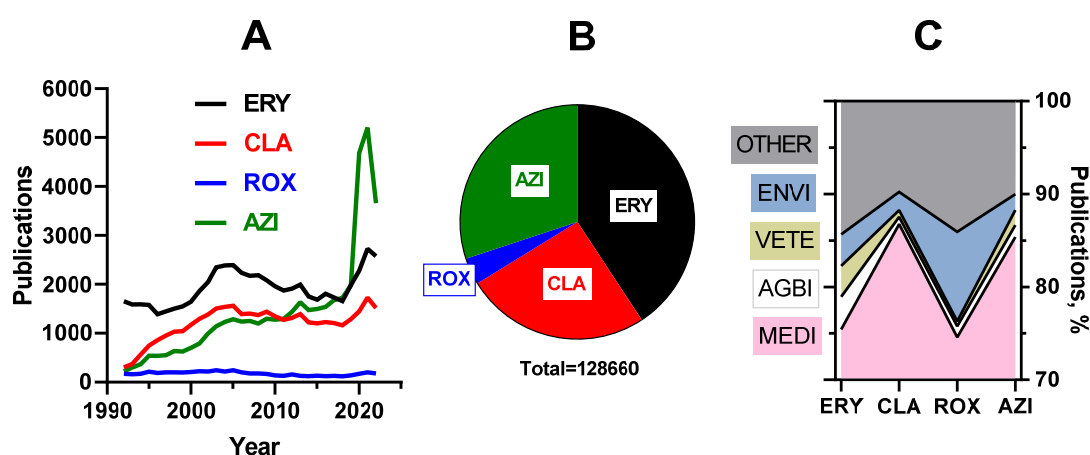 A
B
C
6000
5000
4000
3000
2000
1000
0
Publications
1990
2000
2010
2020
Year
ERY
CLA
ROX
AZI
AZI
ERY
ROX
CLA
Total=128660
OTHER
ENVI
VETE
AGBI
MEDI
100
90
80
70
Publications, %
ERY
CLA
ROX
AZI